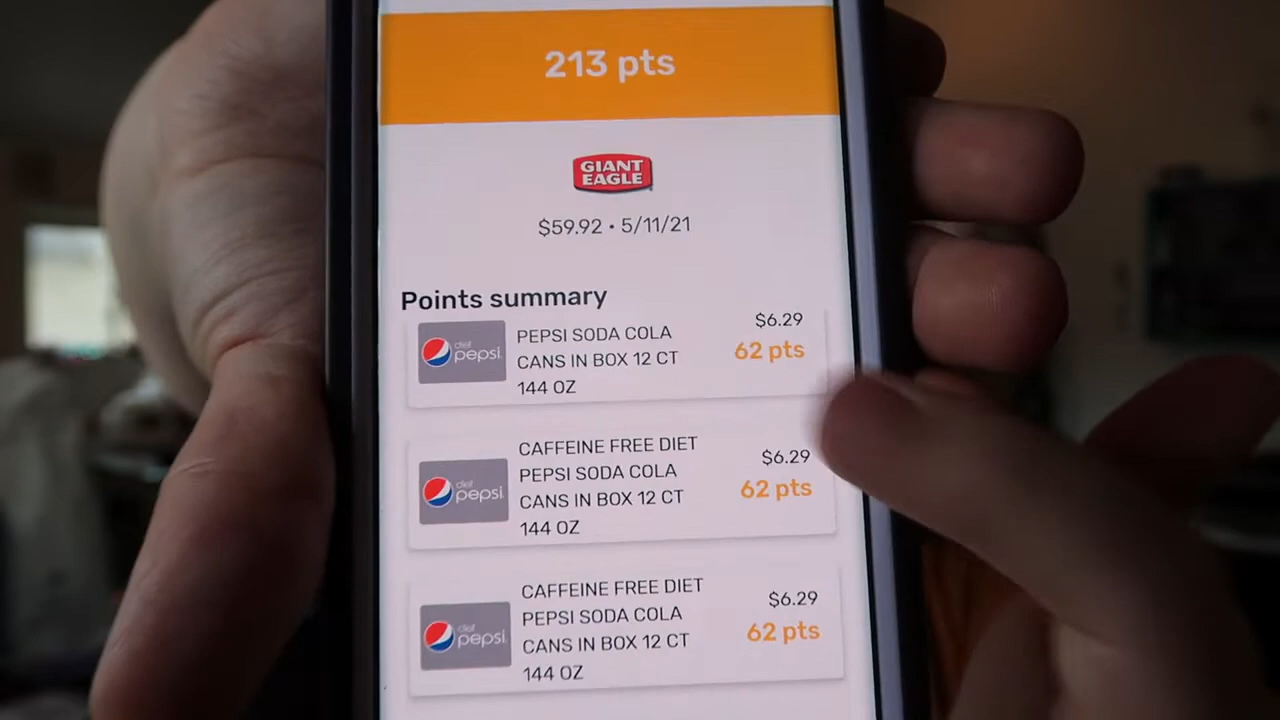 213 pts
GIANT
EAGLE
$59.92 • 5/11/21
Points summary
diet
pepsi
PEPSI SODA COLA
CANS IN BOX 12 CT
144 OZ
$6.29
62 pts
diet
pepsi
CAFFEINE FREE DIET
PEPSI SODA COLA
CANS IN BOX 12 CT
144 OZ
$6.29
62 pts
diet
pepsi
CAFFEINE FREE DIET
PEPSI SODA COLA
CANS IN BOX 12 CT
144 OZ
$6.29
62 pts